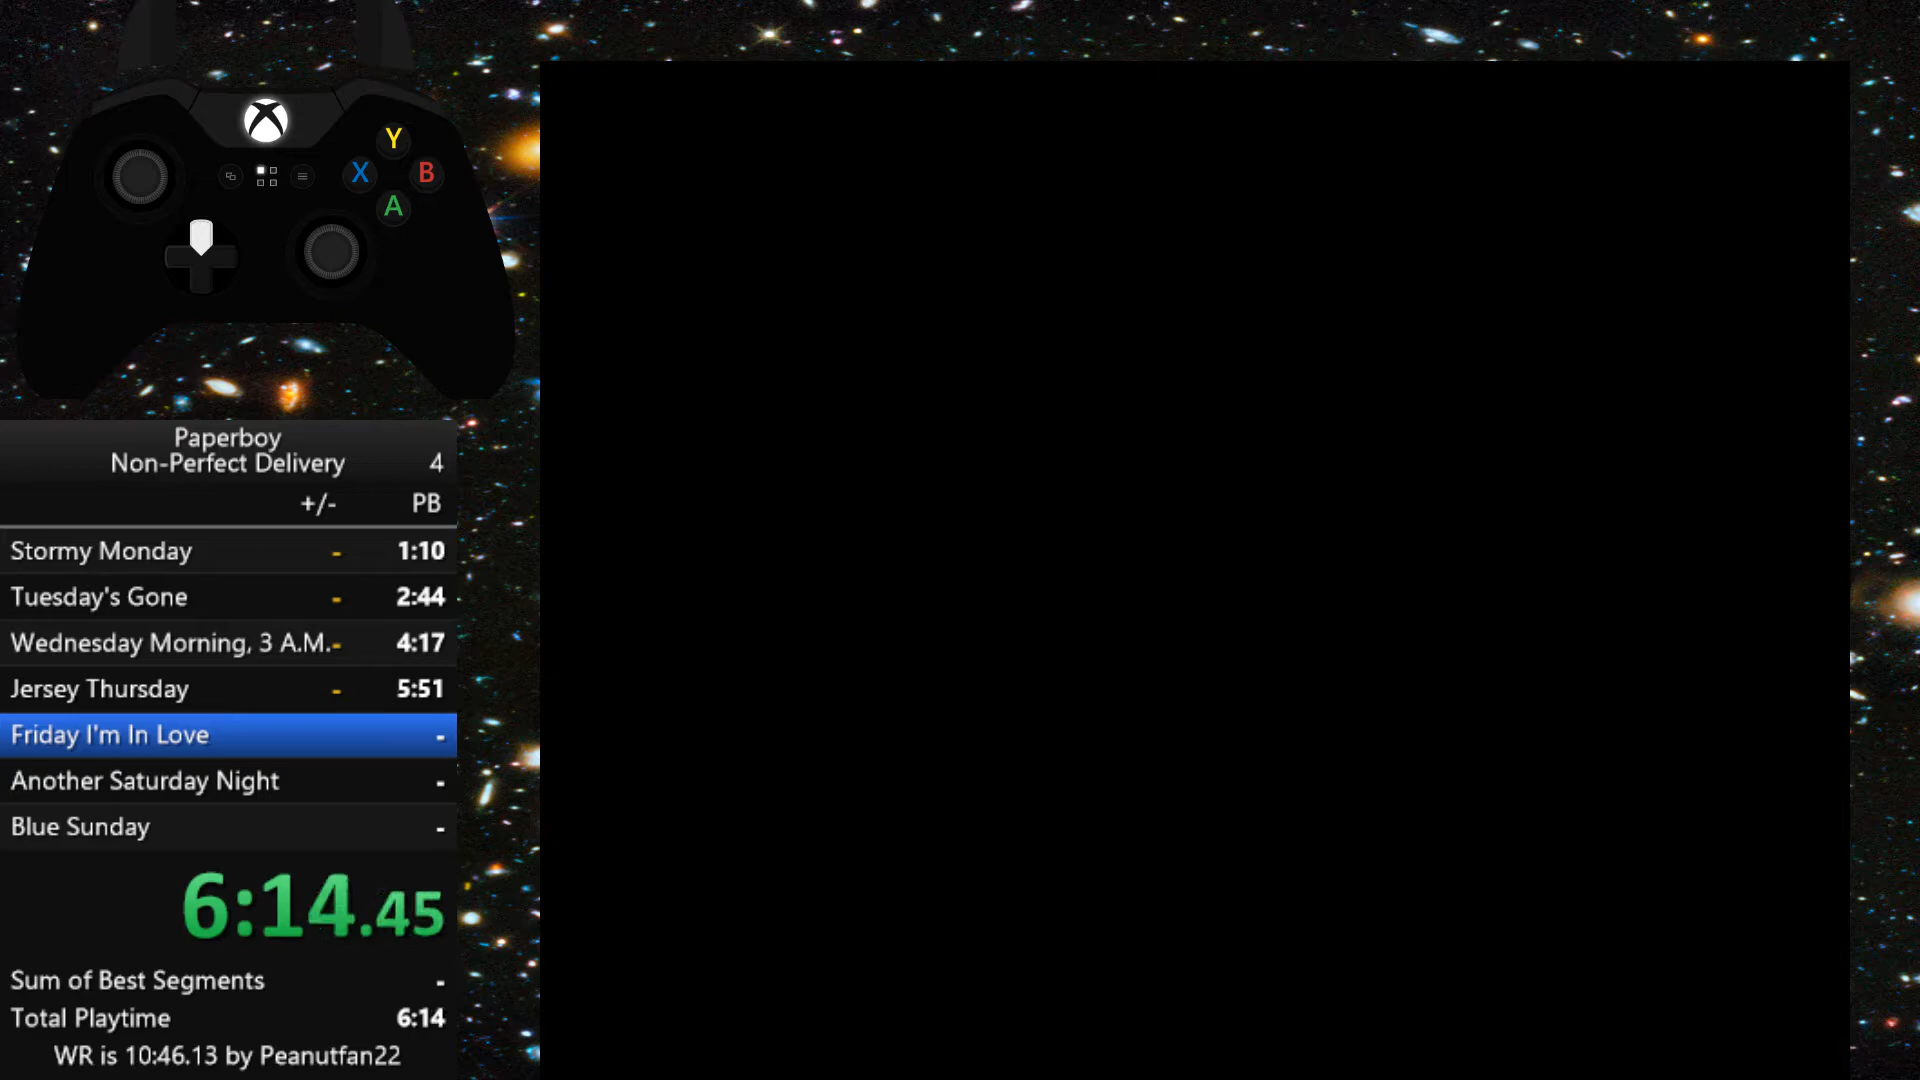 Y
X B
A
Paperboy
Non-Perfect Delivery 4
+/- PB
Stormy Monday - 1:10
Tuesday's Gone - 2:44
Wednesday Morning, 3 A.M. - 4:17
Jersey Thursday - 5:51
Friday I'm In Love -
Another Saturday Night -
Blue Sunday -
6:14.45
Sum of Best Segments -
Total Playtime 6:14
WR is 10:46.13 by Peanutfan22